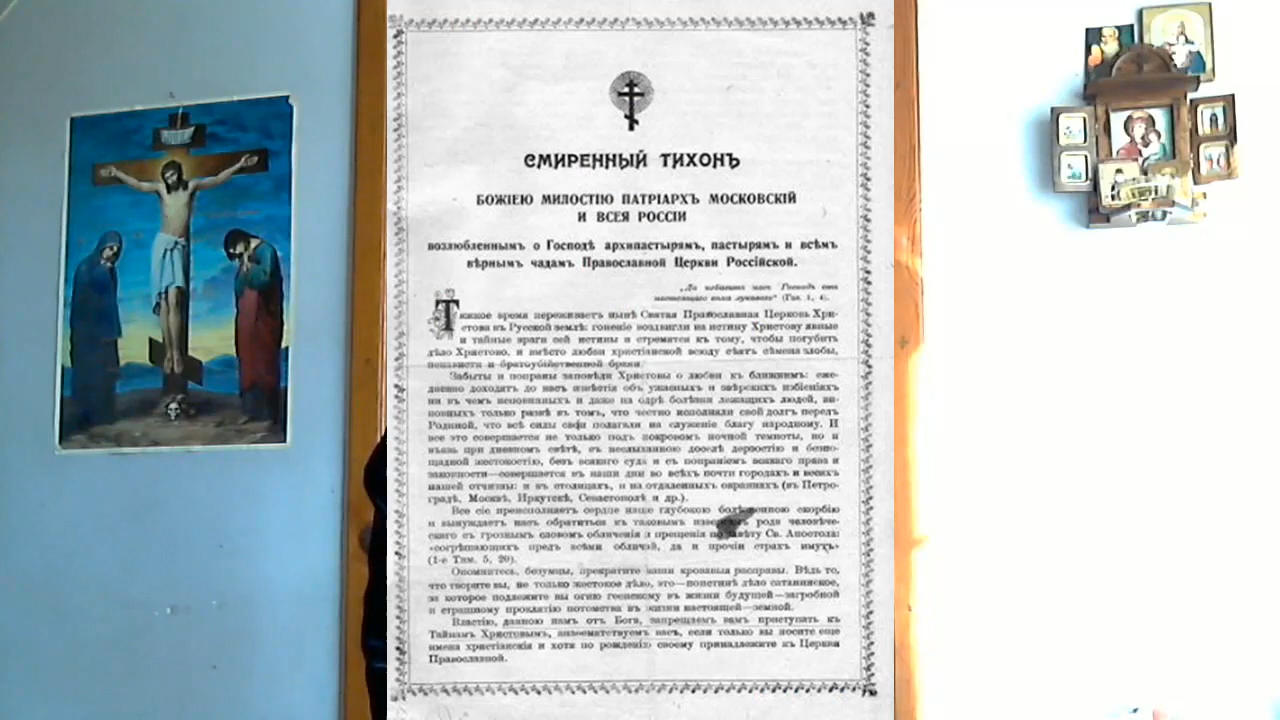 СМИРЕННЫЙ ТИХОНЪ
БОЖІЕЮ МИЛОСТІЮ ПАТРІАРХЪ МОСКОВСКІЙ
И ВСЕЯ РОССІИ
возлюбленнымъ о Господѣ архипастырямъ, пастырямъ и всѣмъ
вѣрнымъ чадамъ Православной Церкви Россійской.
„Да избавитъ насъ Господь отъ
настоящаго вѣка лукаваго" (Гал. 1, 4).
Тяжкое время переживаетъ нынѣ Святая Православная Церковь Хри-
стова въ Русской землѣ: гоненіе воздвигли на истину Христову явные
и тайные враги сей истины и стремятся къ тому, чтобы погубить
дѣло Христово, и вмѣсто любви христіанской всюду сѣятъ сѣмена злобы,
ненависти и братоубійственной брани.
Забыты и попраны заповѣди Христовы о любви къ ближнимъ: еже-
дневно доходятъ до насъ извѣстія объ ужасныхъ и звѣрскихъ избіеніяхъ
ни въ чемъ неповинныхъ и даже на одрѣ болѣзни лежащихъ людей, ви-
новныхъ только развѣ въ томъ, что честно исполняли свой долгъ передъ
Родиной, что всѣ силы свои полагали на служеніе благу народному. И
все это совершается не только подъ покровомъ ночной темноты, но и
въявь при дневномъ свѣтѣ, съ неслыханною доселѣ дерзостію и безпо-
щадной жестокостію, безъ всякаго суда и съ попраніемъ всякаго права и
законности—совершается въ наши дни во всѣхъ почти городахъ и весяхъ
нашей отчизны: и въ столицахъ, и на отдаленныхъ окраинахъ (въ Петро-
градѣ, Москвѣ, Иркутскѣ, Севастополѣ и др.).
Все сіе преисполняетъ сердце наше глубокою болѣзненною скорбію
и вынуждаетъ насъ обратиться къ таковымъ извергамъ рода человѣче-
скаго съ грознымъ словомъ обличенія и прещенія по завѣту Св. Апостола:
«согрѣшающихъ предъ всѣми обличай, да и прочіи страхъ имутъ»
(1-е Тим. 5, 20).
Опомнитесь, безумцы, прекратите ваши кровавыя расправы. Вѣдь то,
что творите вы, не только жестокое дѣло, это—поистинѣ дѣло сатанинское,
за которое подлежите вы огню геенскому въ жизни будущей—загробной
и страшному проклятію потомства въ жизни настоящей—земной.
Властію, данною намъ отъ Бога, запрещаемъ вамъ приступать къ
Тайнамъ Христовымъ, анаѳематствуемъ васъ, если только вы носите еще
имена христіанскія и хотя по рожденію своему принадлежите къ Церкви
Православной.